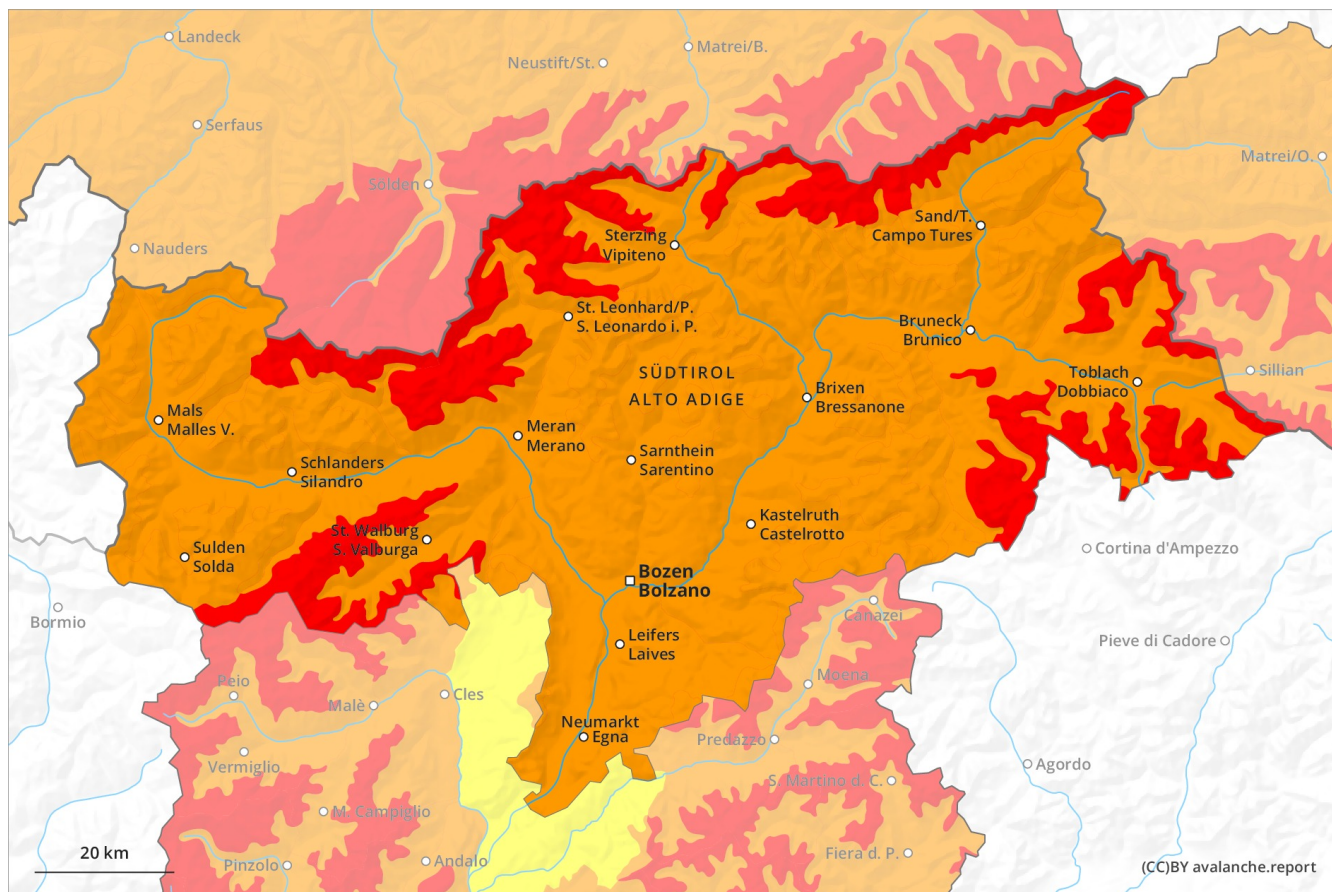 Landeck
Matrei/B.
Neustift/St.
Serfaus
Matrei/O.
Sölden
Sand/T.
Campo Tures
Sterzing
Vipiteno
Nauders
St. Leonhard/P.
S. Leonardo i. P.
Bruneck
Brunico
SÜDTIROL
ALTO ADIGE
Toblach
Dobbiaco
Sillian
Brixen
Bressanone
Mals
Malles V.
Meran
Merano
Sarnthein
Sarentino
Schlanders
Silandro
Kastelruth
Castelrotto
St. Walburg
S. Valburga
Sulden
Solda
Cortina d'Ampezzo
Bozen
Bolzano
Bormio
Canazei
Leifers
Laives
Pieve di Cadore
Peio
Moena
Cles
Malè
Neumarkt
Egna
Predazzo
Vermiglio
Agordo
S. Martino d. C.
M. Campiglio
20 km
Pinzolo
Andalo
Fiera d. P.
(CC)BY avalanche.report